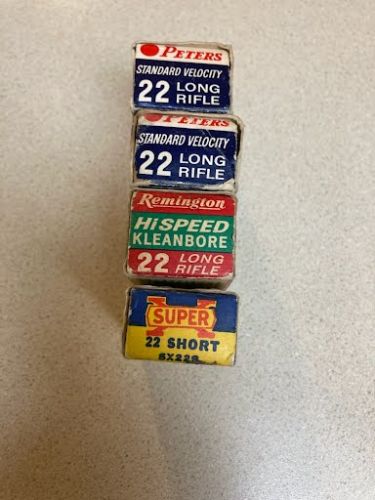 PETERS
STANDARD VELOCITY
22 LONG RIFLE
PETERS
STANDARD VELOCITY
22 LONG RIFLE
Remington
HiSPEED
KLEANBORE
22 LONG RIFLE
SUPER
22 SHORT
SX22S